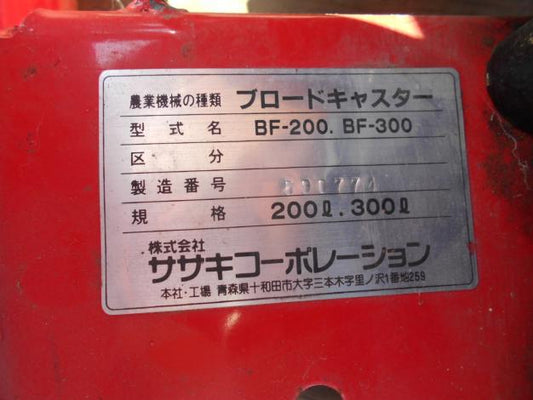 農業機械の種類 ブロードキャスター
型式名 BF-200. BF-300
区分
製造番号
規格 200ℓ. 300ℓ
株式会社
ササキコーポレーション
本社・工場 青森県十和田市大字三本木字里ノ沢1番地259